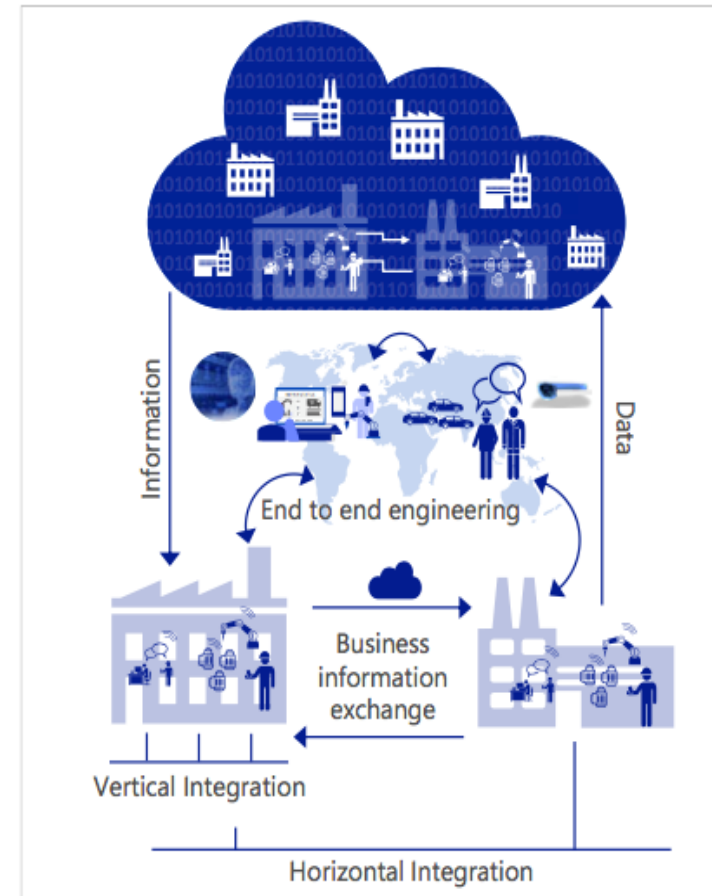 Information
Data
End to end engineering
Business
information
exchange
Vertical Integration
Horizontal Integration